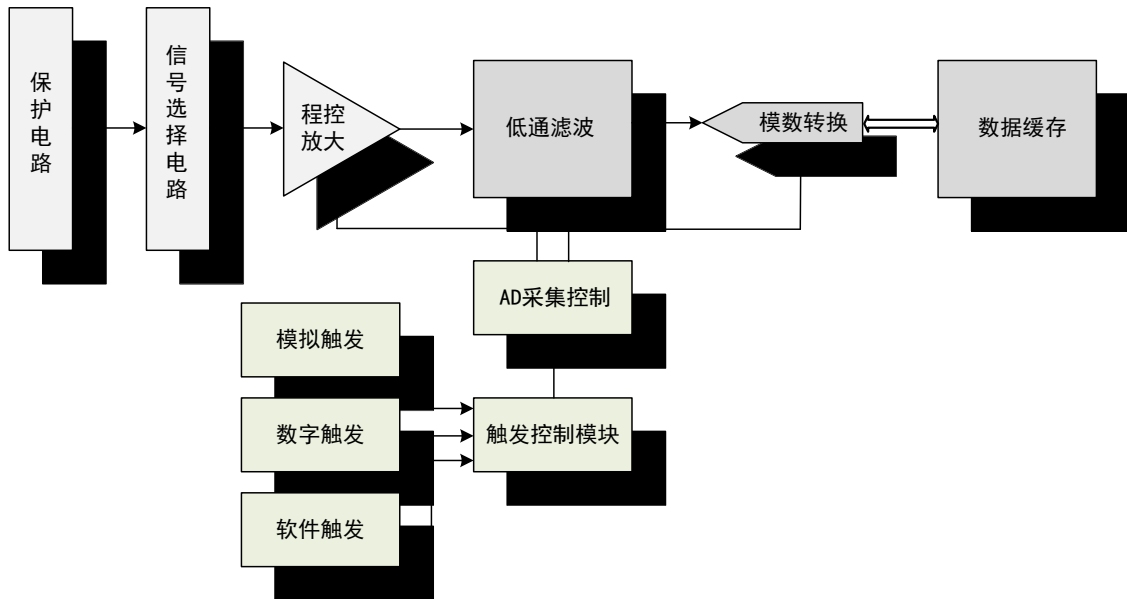 保护电路
信号选择电路
程控
放大
低通滤波
模数转换
数据缓存
AD采集控制
模拟触发
数字触发
触发控制模块
软件触发